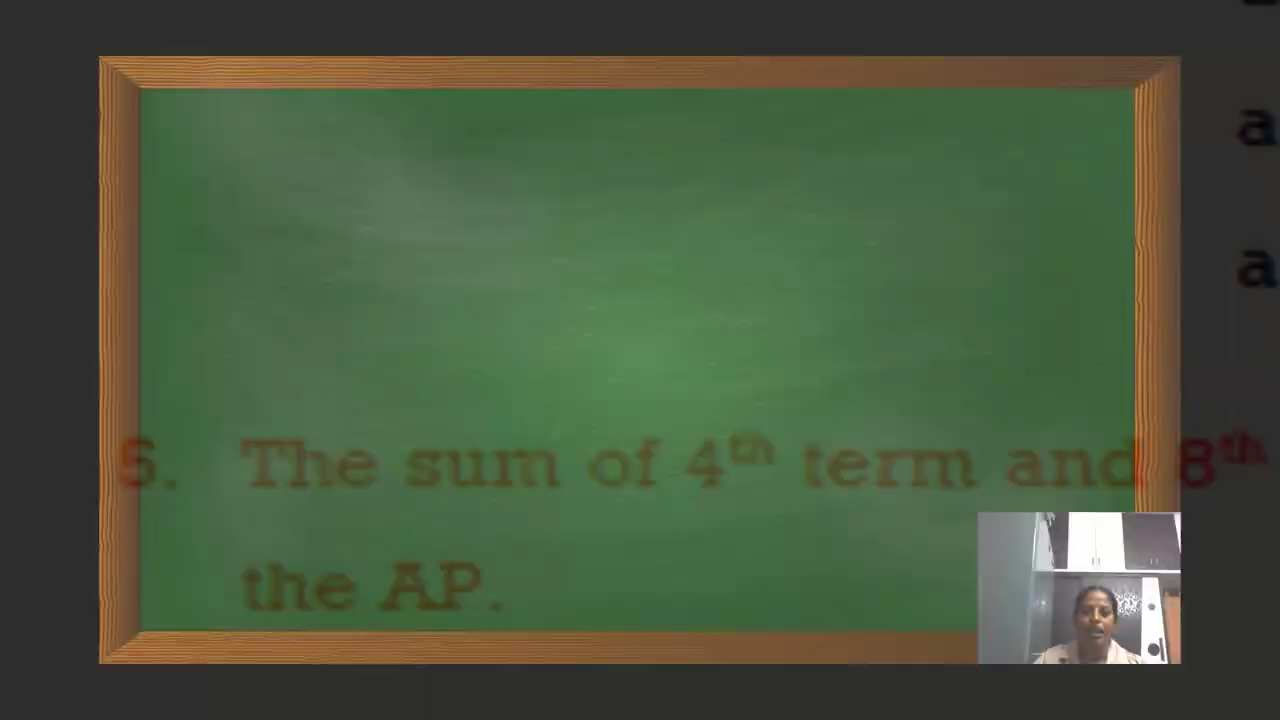 a
a
5. The sum of 4th term and 8th
the AP.